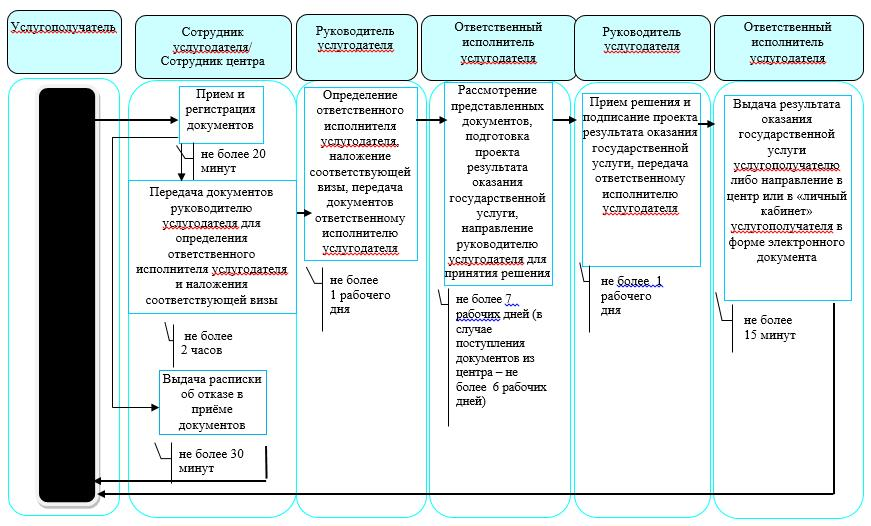 Услугополучатель
Сотрудник
услугодателя/
Сотрудник центра
Руководитель
услугодателя
Ответственный
исполнитель
услугодателя
Руководитель
услугодателя
Ответственный
исполнитель
услугодателя
Прием и
регистрация
документов
не более 20
минут
Передача документов
руководителю
услугодателя для
определения
ответственного
исполнителя услугодателя
и наложения
соответствующей визы
не более
2 часов
Выдача расписки
об отказе в
приёме
документов
не более 30
минут
Определение
ответственного
исполнителя
услугодателя,
наложение
соответствующей
визы, передача
документов
ответственному
исполнителю
услугодателя
не более
1 рабочего
дня
Рассмотрение
представленных
документов,
подготовка
проекта
результата
оказания
государственной
услуги,
направление
руководителю
услугодателя для
принятия решения
не более 7
рабочих дней (в
случае
поступления
документов из
центра – не
более 6 рабочих
дней)
Прием решения и
подписание проекта
результата оказания
государственной
услуги, передача
ответственному
исполнителю
услугодателя
не более 1
рабочего
дня
Выдача результата
оказания
государственной
услуги
услугополучателю
либо направление в
центр или в «личный
кабинет»
услугополучателя в
форме электронного
документа
не более
15 минут